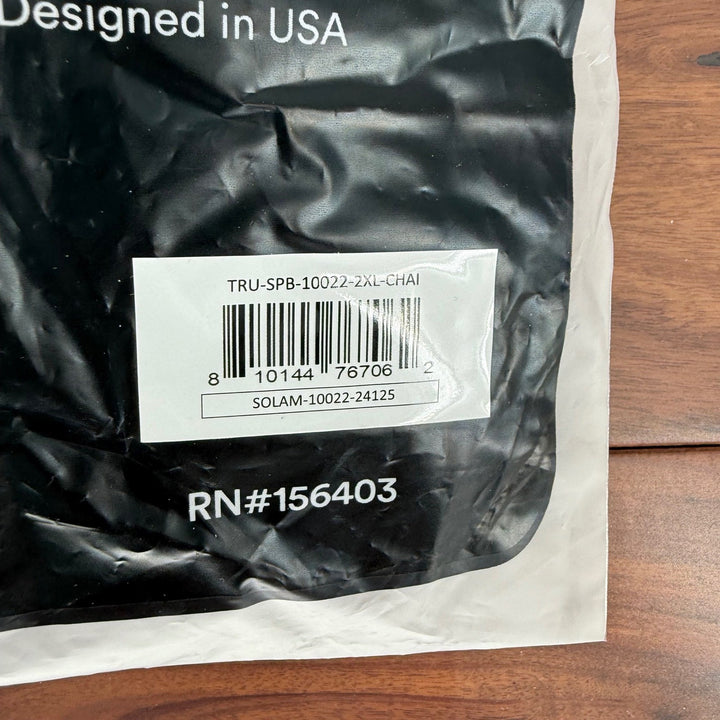 Designed in USA
TRU-SPB-10022-2XL-CHAI
8 10144 76706 2
SOLAM-10022-24125
RN#156403